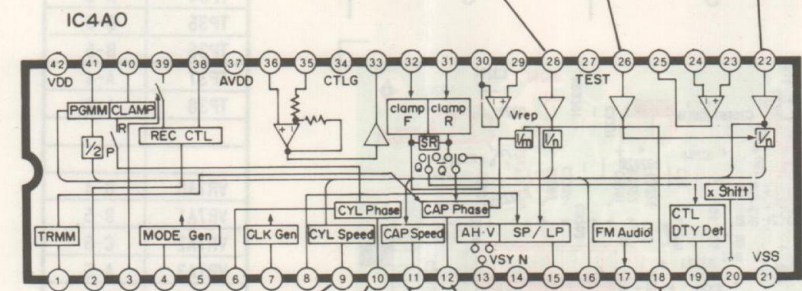 IC4A0
42 41 40 39 38 37 36 35 34 33 32 31 30 29 28 27 26 25 24 23 22
VDD AVDD CTLG TEST
PGMM CLAMP clamp F clamp R Vrep
R REC CTL SR 1/m 1/n 1/n
1/2 P Q Q
CYL Phase CAP Phase x Shitt
TRMM MODE Gen CLK Gen CYL Speed CAP Speed AH-V SP/LP FM Audio CTL DTY Det
VSY N VSS
1 2 3 4 5 6 7 8 9 10 11 12 13 14 15 16 17 18 19 20 21